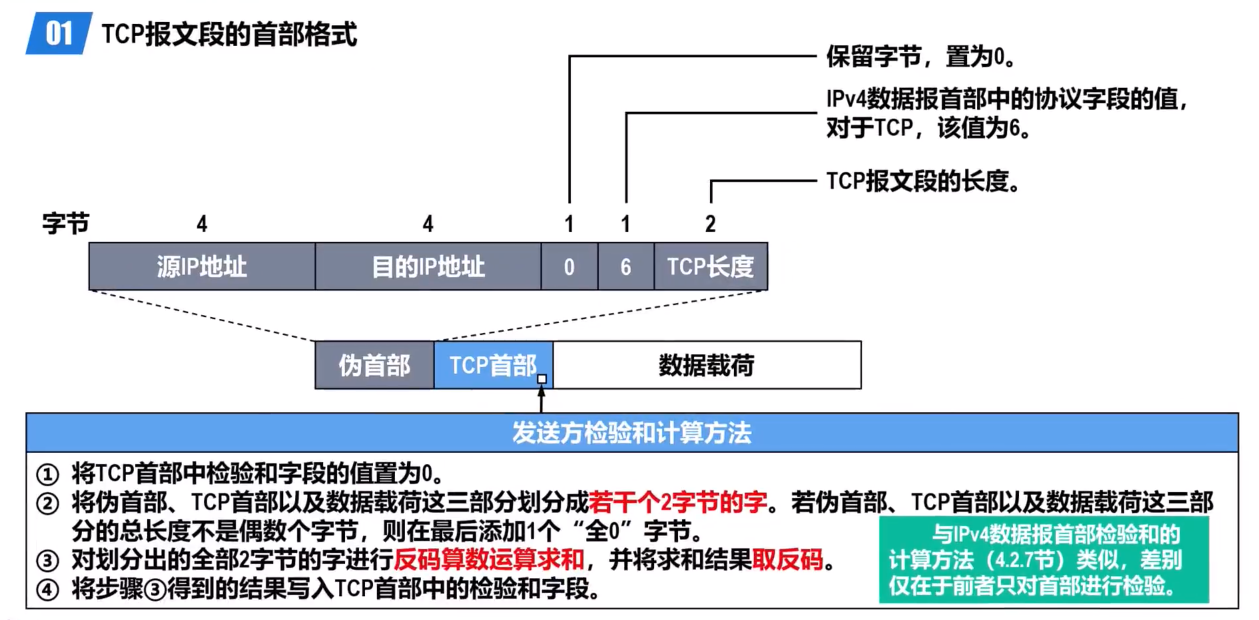 01 TCP报文段的首部格式
保留字节，置为0。
IPv4数据报首部中的协议字段的值，
对于TCP，该值为6。
TCP报文段的长度。
字节 4 4 1 1 2
源IP地址 目的IP地址 0 6 TCP长度
伪首部 TCP首部 数据载荷
发送方检验和计算方法
① 将TCP首部中检验和字段的值置为0。
② 将伪首部、TCP首部以及数据载荷这三部分划分成若干个2字节的字。若伪首部、TCP首部以及数据载荷这三部
分的总长度不是偶数个字节，则在最后添加1个“全0”字节。
③ 对划分出的全部2字节的字进行反码算数运算求和，并将求和结果取反码。
④ 将步骤③得到的结果写入TCP首部中的检验和字段。
与IPv4数据报首部检验和的
计算方法（4.2.7节）类似，差别
仅在于前者只对首部进行检验。